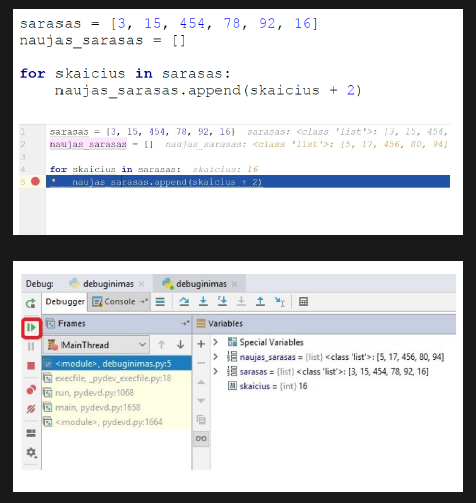 sarasas = [3, 15, 454, 78, 92, 16]
naujas_sarasas = []
for skaicius in sarasas:
naujas_sarasas.append(skaicius + 2)
1 sarasas = [3, 15, 454, 78, 92, 16] sarasas: <class 'list'>: [3, 15, 454,
2 naujas_sarasas = [] naujas_sarasas: <class 'list'>: [5, 17, 456, 80, 94]
3
4 for skaicius in sarasas: skaicius: 16
5 naujas_sarasas.append(skaicius + 2)
Debug: debuginimas × debuginimas ×
Debugger Console
Frames Variables
MainThread
<module>, debuginimas.py:5
execfile, _pydev_execfile.py:18
run, pydevd.py:1068
main, pydevd.py:1658
<module>, pydevd.py:1664
Special Variables
naujas_sarasas = {list} <class 'list'>: [5, 17, 456, 80, 94]
sarasas = {list} <class 'list'>: [3, 15, 454, 78, 92, 16]
skaicius = {int} 16